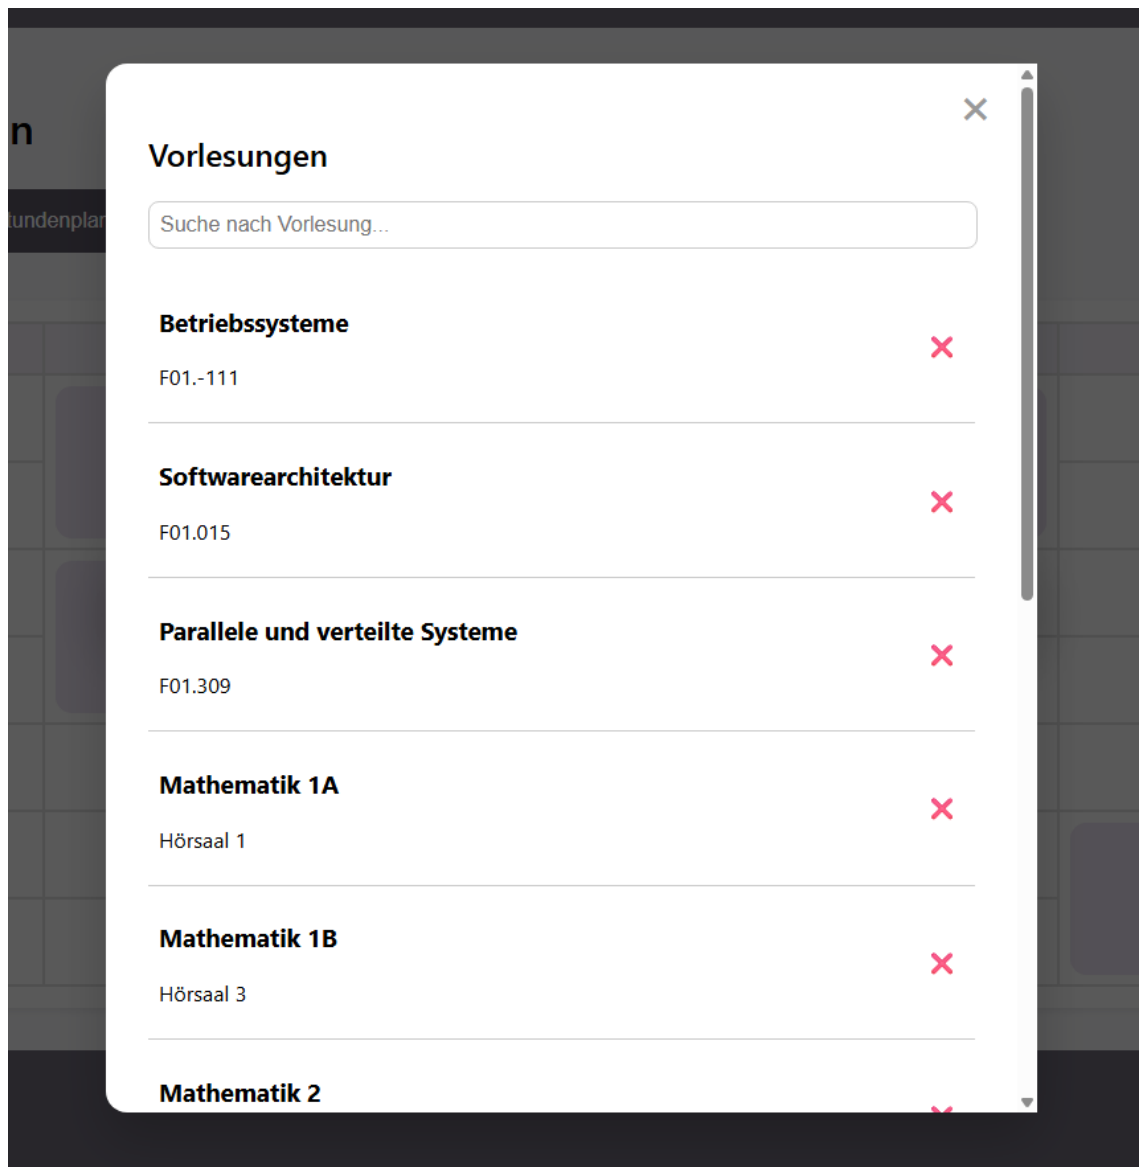 n
Vorlesungen
tundenplan
Suche nach Vorlesung...
Betriebssysteme
F01.-111
Softwarearchitektur
F01.015
Parallele und verteilte Systeme
F01.309
Mathematik 1A
Hörsaal 1
Mathematik 1B
Hörsaal 3
Mathematik 2